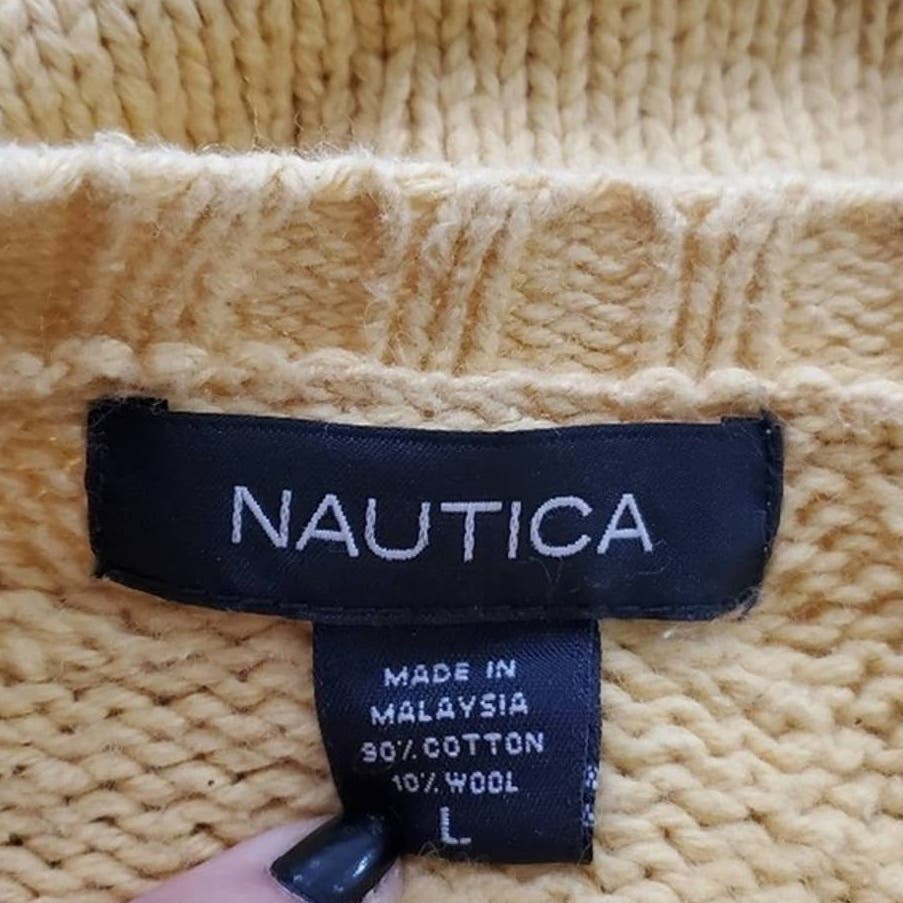 NAUTICA
MADE IN
MALAYSIA
90% COTTON
10% WOOL
L